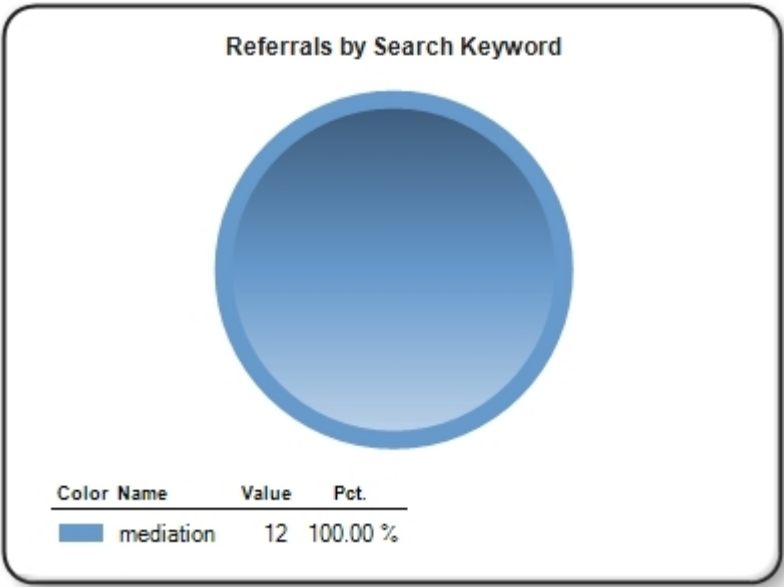 Referrals by Search Keyword
Color Name Value Pct.
mediation 12 100.00 %